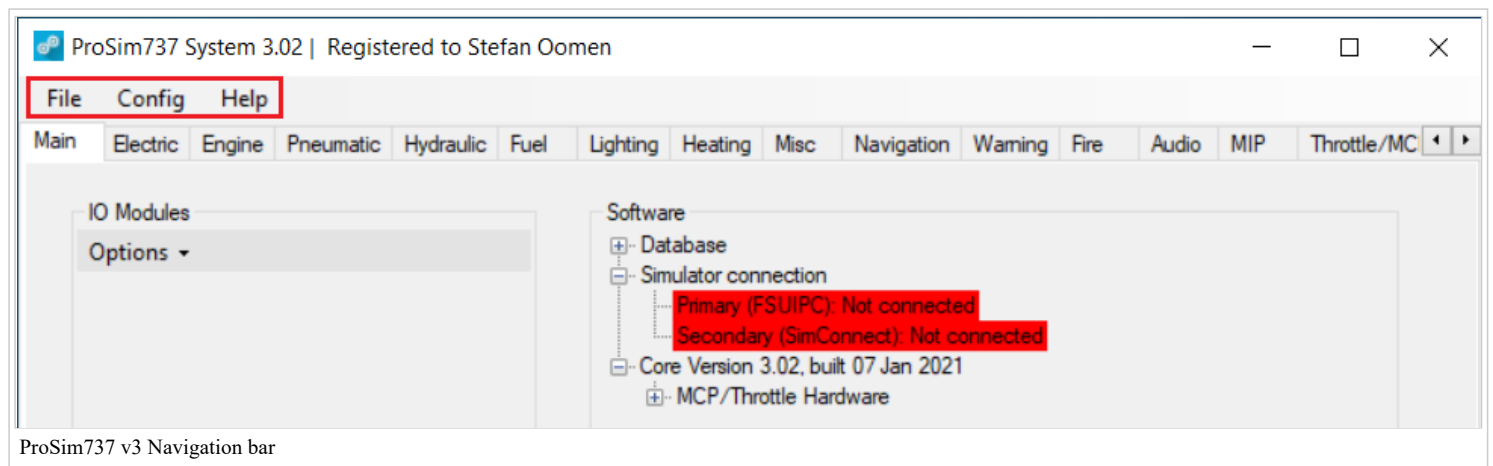 ProSim737 System 3.02 | Registered to Stefan Oomen
File Config Help
Main Electric Engine Pneumatic Hydraulic Fuel Lighting Heating Misc Navigation Warning Fire Audio MIP Throttle/MC
IO Modules
Options
Software
Database
Simulator connection
Primary (FSUIPC): Not connected
Secondary (SimConnect): Not connected
Core Version 3.02, built 07 Jan 2021
MCP/Throttle Hardware
ProSim737 v3 Navigation bar